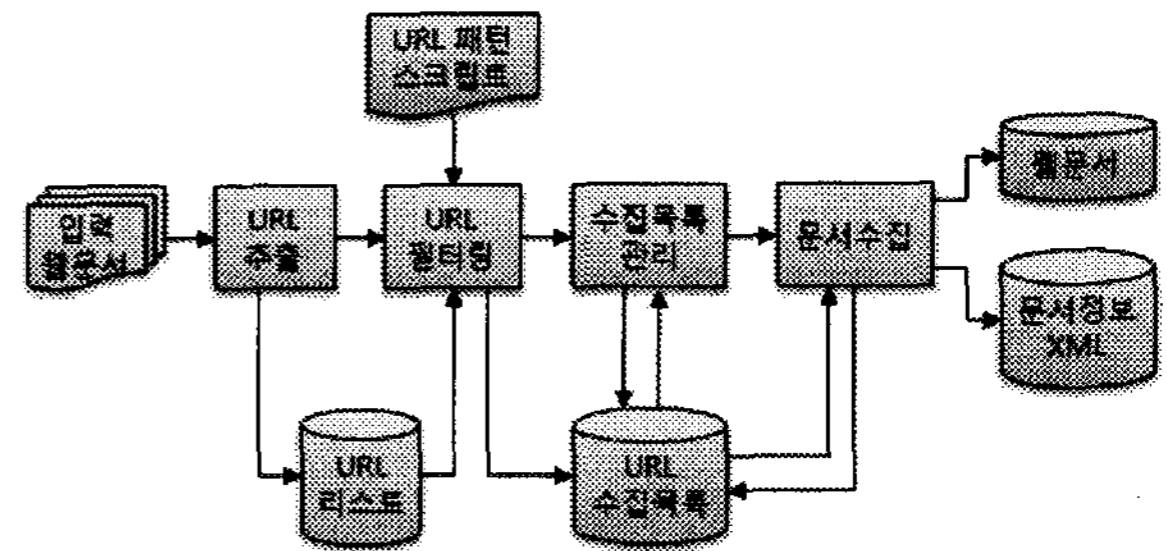 URL 패턴
스크립트
입력
웹문서
URL
추출
URL
필터링
수집목록
관리
문서수집
웹문서
문서정보
XML
URL
리스트
URL
수집목록